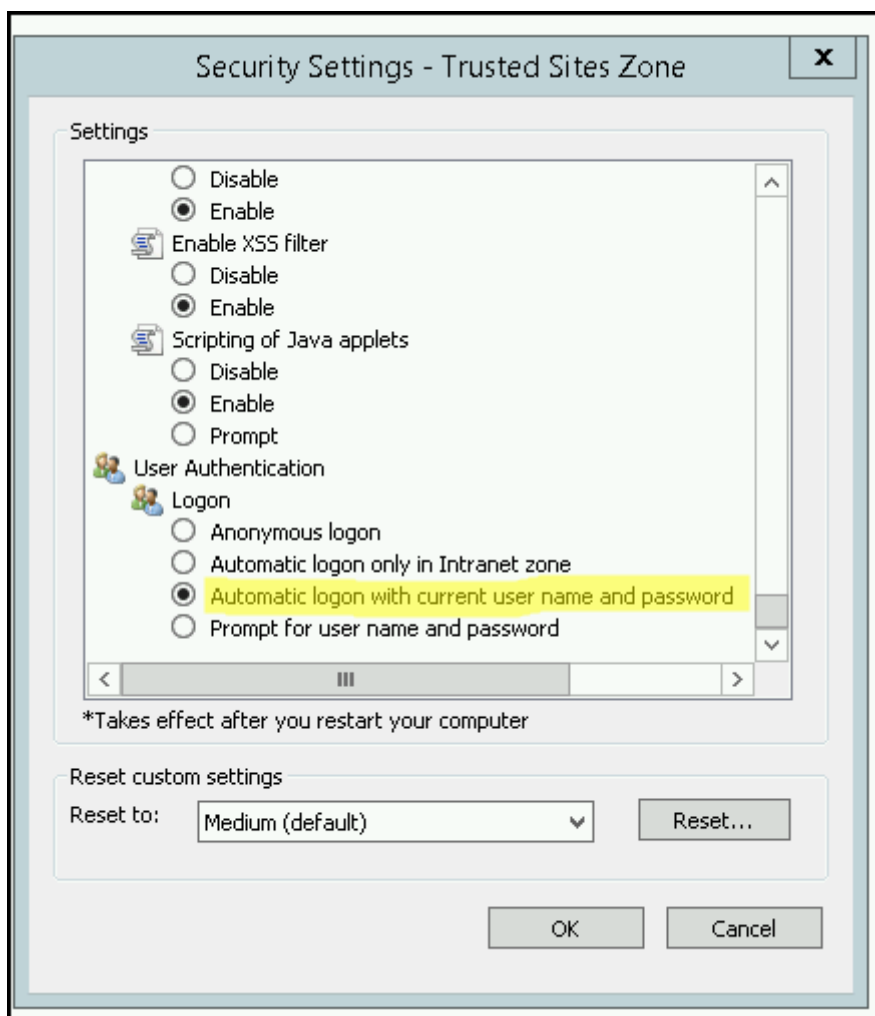 Security Settings - Trusted Sites Zone
x
Settings
Disable
Enable
Enable XSS filter
Disable
Enable
Scripting of Java applets
Disable
Enable
Prompt
User Authentication
Logon
Anonymous logon
Automatic logon only in Intranet zone
Automatic logon with current user name and password
Prompt for user name and password
*Takes effect after you restart your computer
Reset custom settings
Reset to: Medium (default) Reset...
OK Cancel